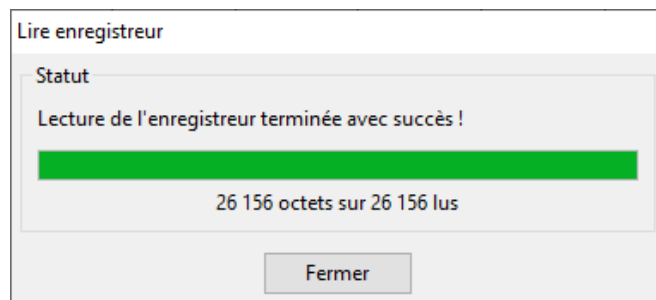 Lire enregistreur
Statut
Lecture de l'enregistreur terminée avec succès !
26 156 octets sur 26 156 lus
Fermer